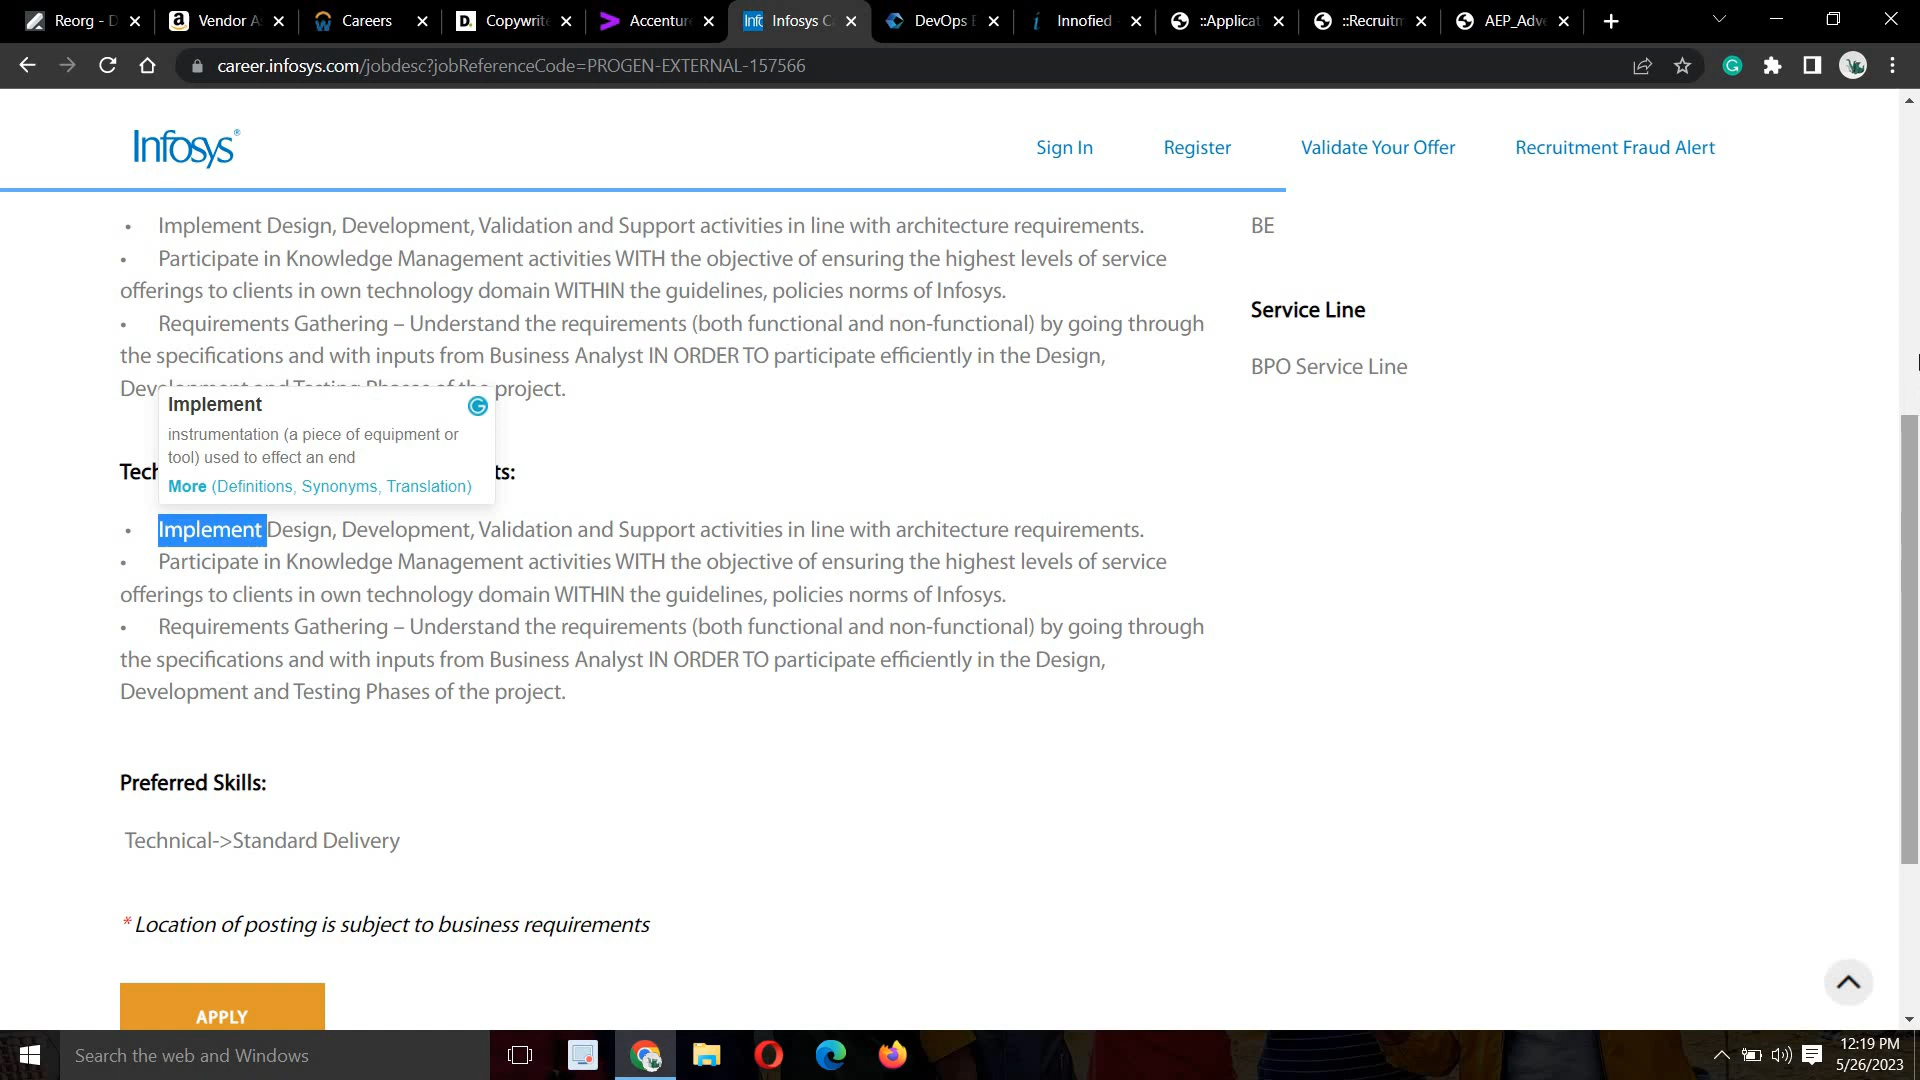 Reorg - D
Vendor A
Careers
Copywrite
Accenture
Infosys C
DevOps E
Innofied
::Applicat
::Recruitm
AEP_Adve
career.infosys.com/jobdesc?jobReferenceCode=PROGEN-EXTERNAL-157566
Infosys
Sign In
Register
Validate Your Offer
Recruitment Fraud Alert
• Implement Design, Development, Validation and Support activities in line with architecture requirements.
• Participate in Knowledge Management activities WITH the objective of ensuring the highest levels of service
offerings to clients in own technology domain WITHIN the guidelines, policies norms of Infosys.
• Requirements Gathering – Understand the requirements (both functional and non-functional) by going through
the specifications and with inputs from Business Analyst IN ORDER TO participate efficiently in the Design,
Development and Testing Phases of the project.
BE
Service Line
BPO Service Line
Implement
instrumentation (a piece of equipment or
tool) used to effect an end
More (Definitions, Synonyms, Translation)
Tech
ts:
• Implement Design, Development, Validation and Support activities in line with architecture requirements.
• Participate in Knowledge Management activities WITH the objective of ensuring the highest levels of service
offerings to clients in own technology domain WITHIN the guidelines, policies norms of Infosys.
• Requirements Gathering – Understand the requirements (both functional and non-functional) by going through
the specifications and with inputs from Business Analyst IN ORDER TO participate efficiently in the Design,
Development and Testing Phases of the project.
Preferred Skills:
Technical->Standard Delivery
* Location of posting is subject to business requirements
APPLY
Search the web and Windows
12:19 PM
5/26/2023